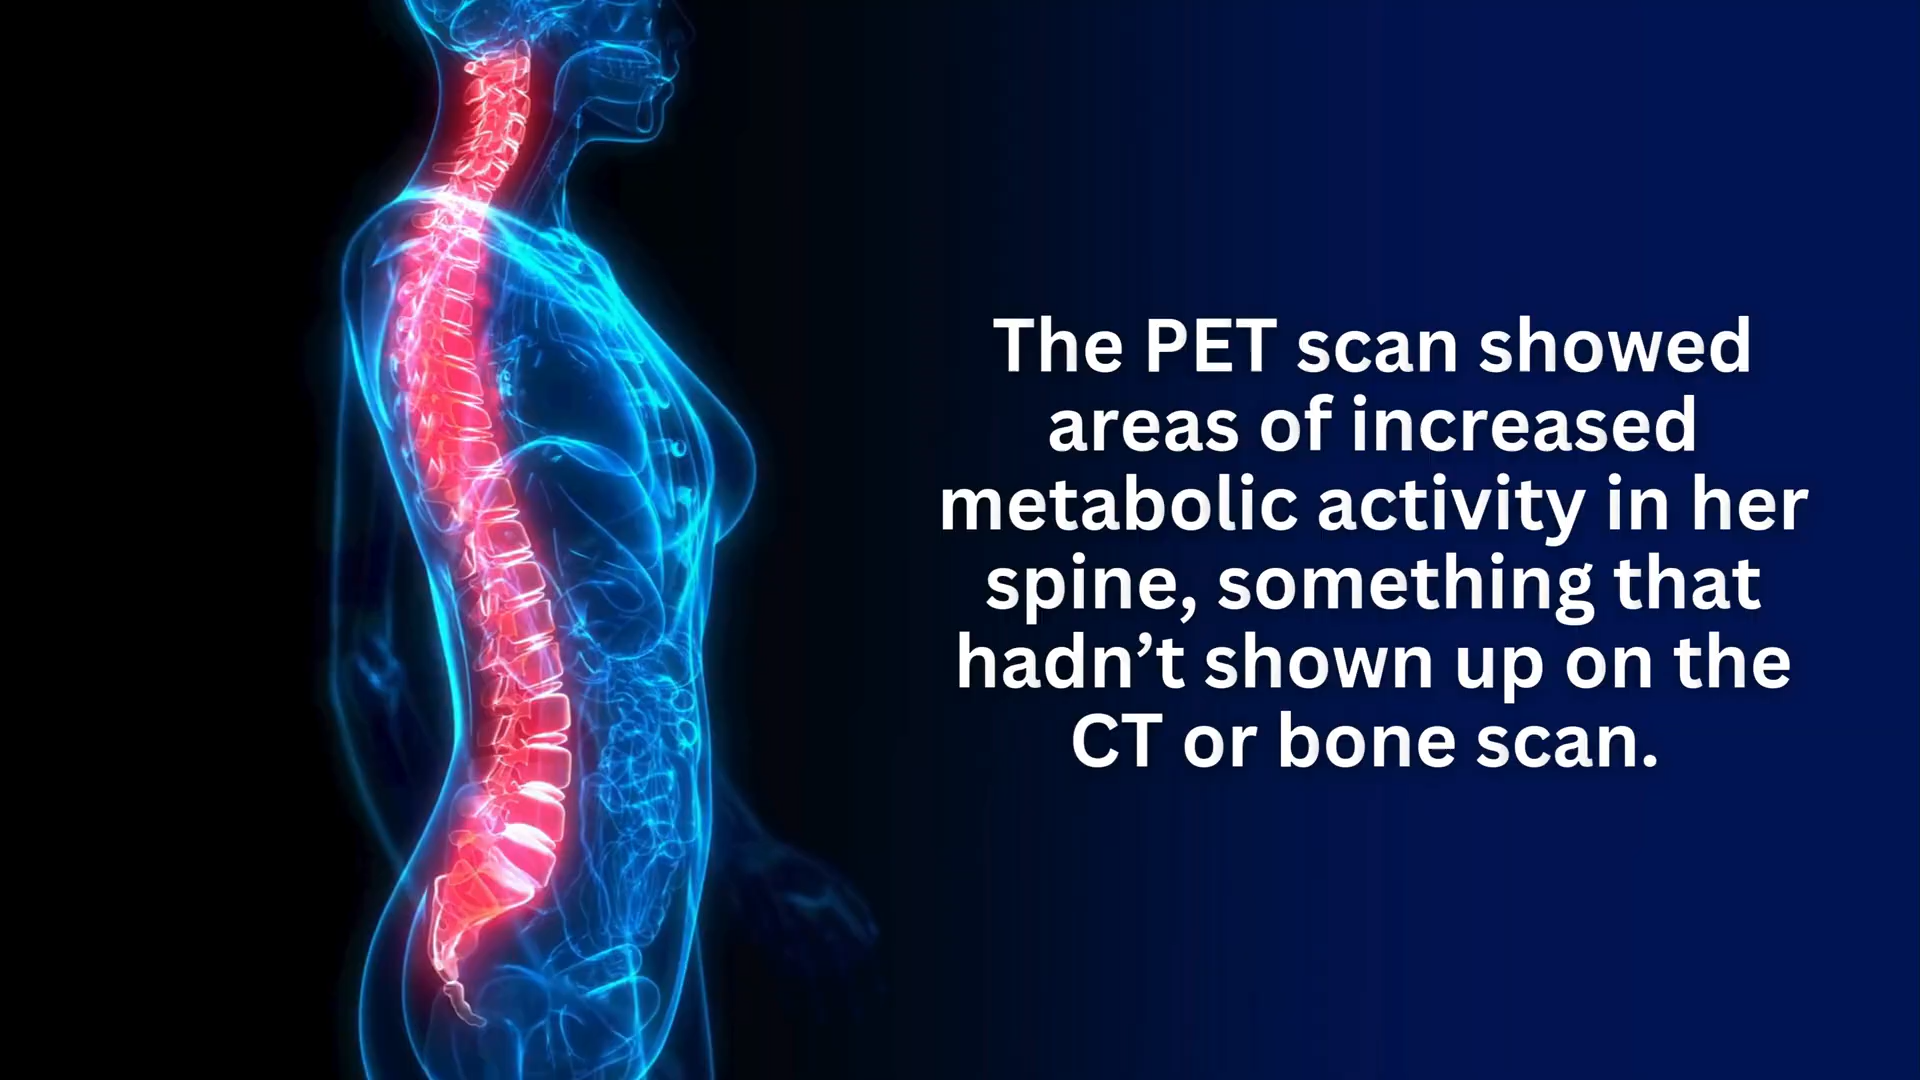 The PET scan showed
areas of increased
metabolic activity in her
spine, something that
hadn’t shown up on the
CT or bone scan.